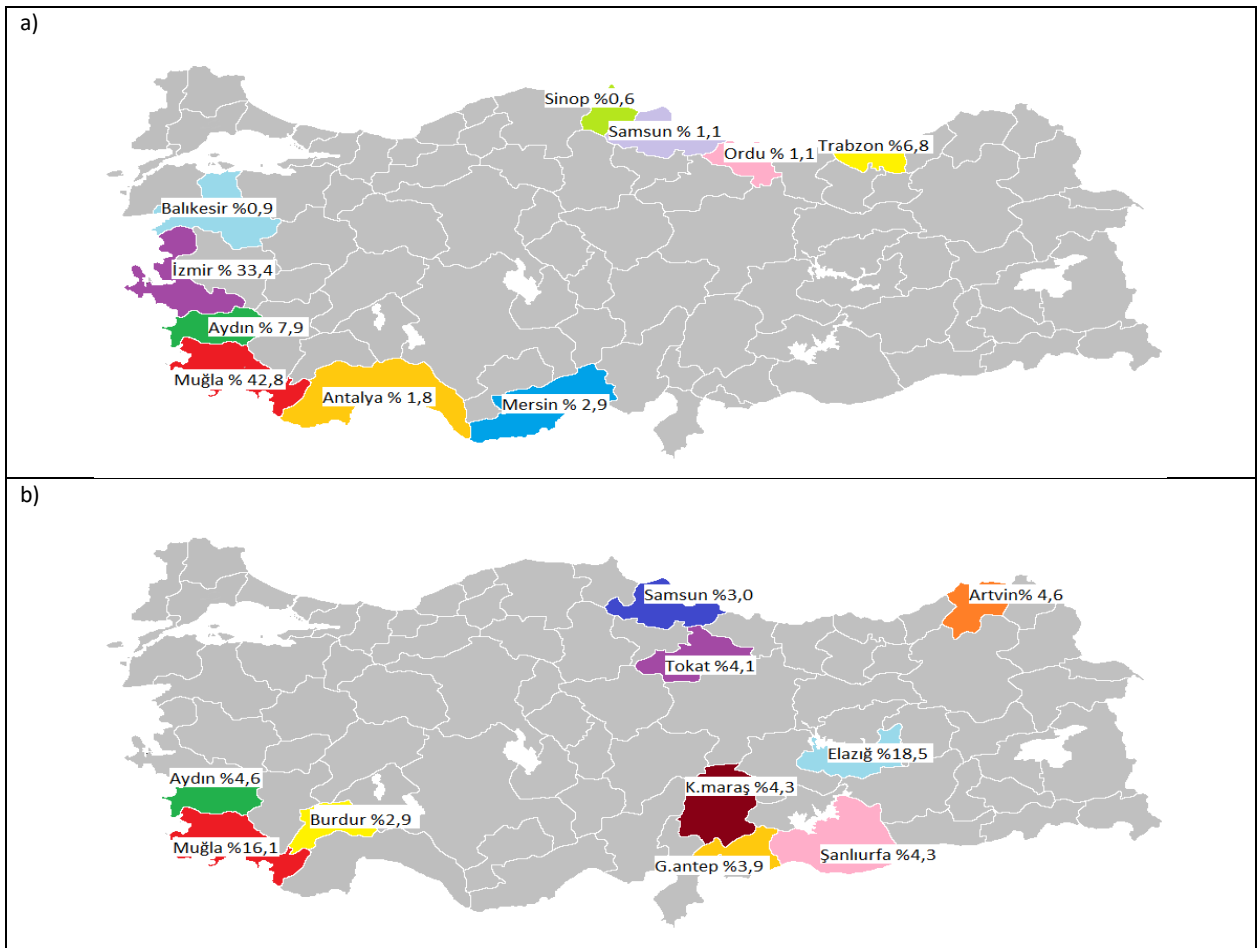 a)
Sinop %0,6
Samsun % 1,1
Ordu % 1,1
Trabzon %6,8
Balıkesir %0,9
İzmir % 33,4
Aydın % 7,9
Muğla % 42,8
Antalya % 1,8
Mersin % 2,9
b)
Samsun %3,0
Artvin% 4,6
Tokat %4,1
Elazığ %18,5
Aydın %4,6
K.maraş %4,3
Burdur %2,9
Muğla %16,1
G.antep %3,9
Şanlıurfa %4,3